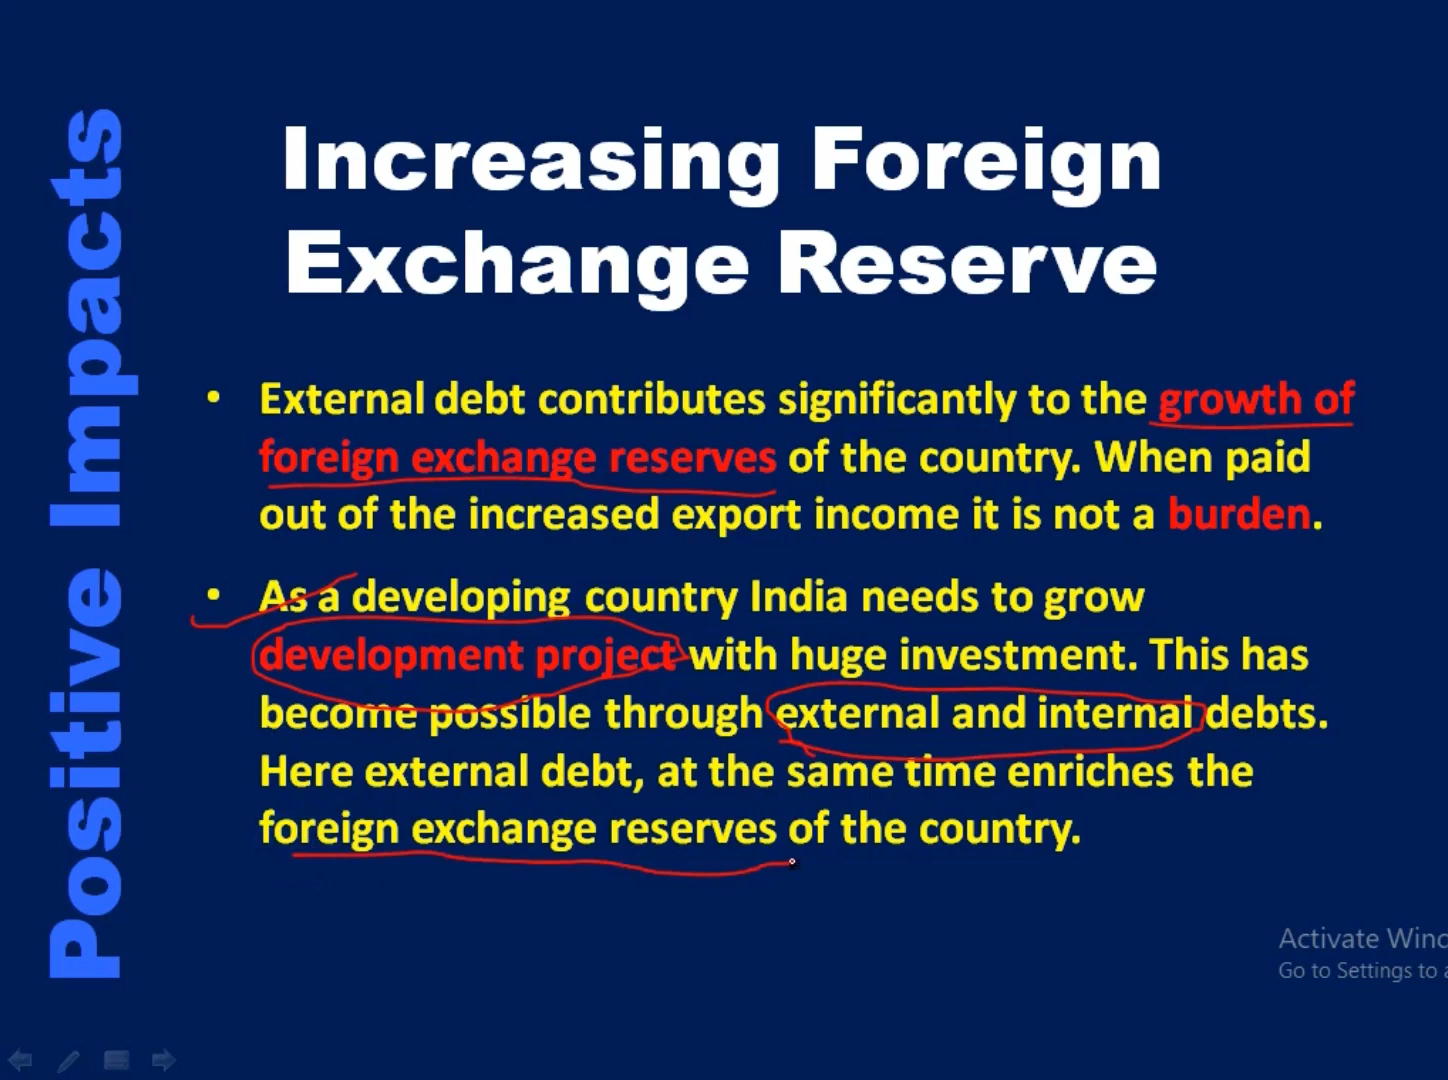 Positive Impacts
Increasing Foreign
Exchange Reserve
• External debt contributes significantly to the growth of
foreign exchange reserves of the country. When paid
out of the increased export income it is not a burden.
• As a developing country India needs to grow
development project with huge investment. This has
become possible through external and internal debts.
Here external debt, at the same time enriches the
foreign exchange reserves of the country.
Activate Winc
Go to Settings to a